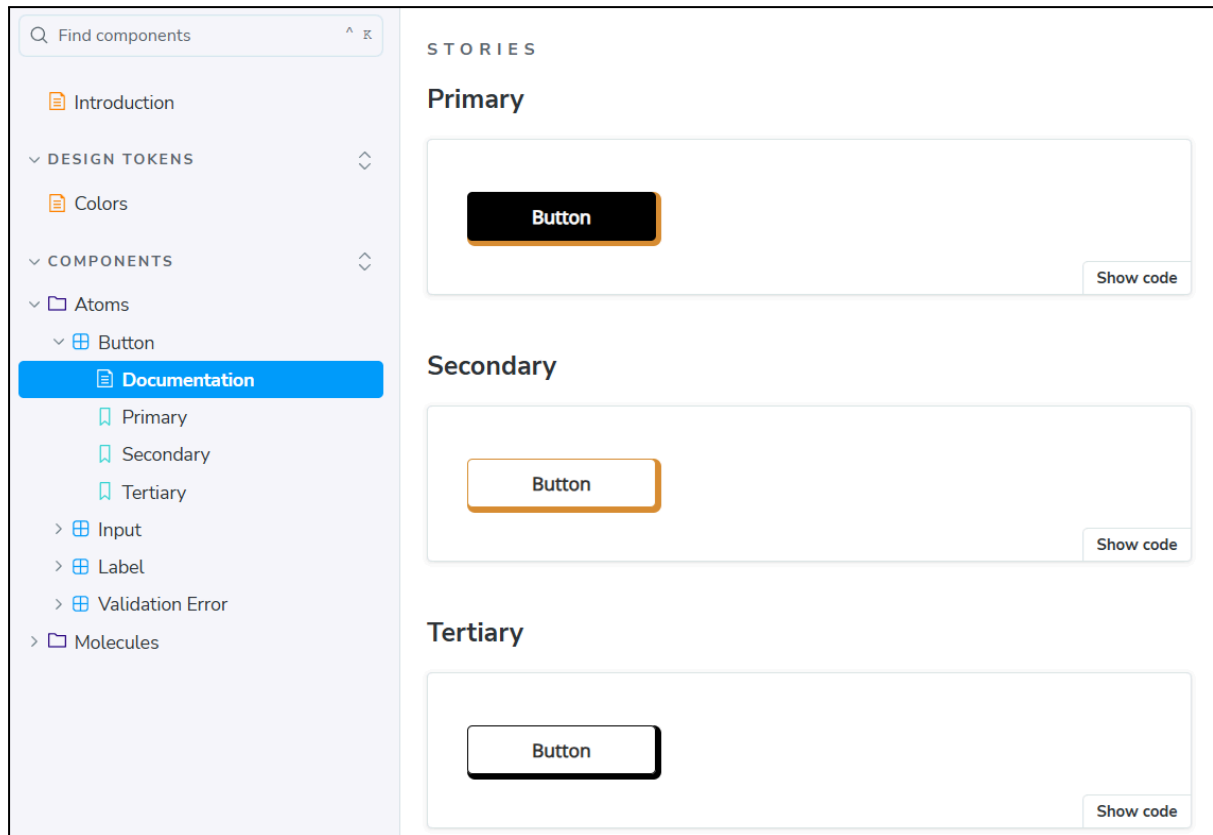 Find components
^ K
Introduction
DESIGN TOKENS
Colors
COMPONENTS
Atoms
Button
Documentation
Primary
Secondary
Tertiary
Input
Label
Validation Error
Molecules
STORIES
Primary
Button
Show code
Secondary
Button
Show code
Tertiary
Button
Show code